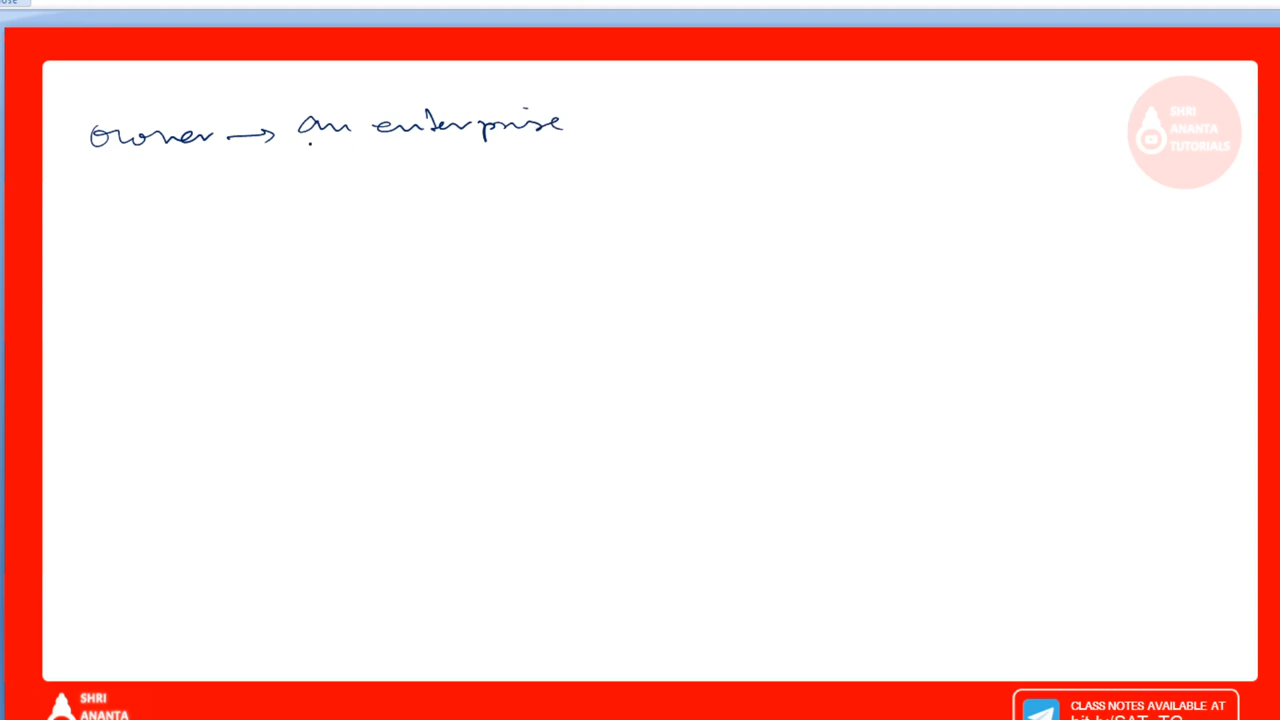 owner → an enterprise
SHRI
ANANTA
TUTORIALS
SHRI
ANANTA
CLASS NOTES AVAILABLE AT